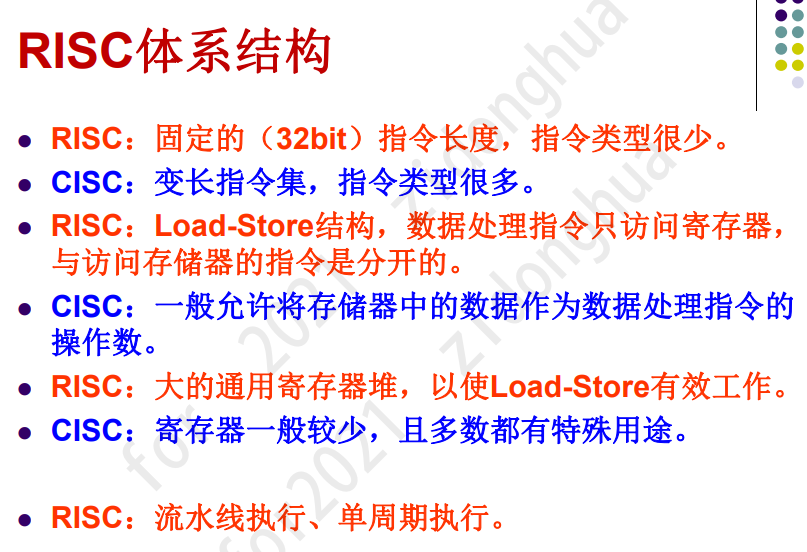 RISC体系结构
RISC：固定的（32bit）指令长度，指令类型很少。
CISC：变长指令集，指令类型很多。
RISC：Load-Store结构，数据处理指令只访问寄存器，
与访问存储器的指令是分开的。
CISC：一般允许将存储器中的数据作为数据处理指令的
操作数。
RISC：大的通用寄存器堆，以使Load-Store有效工作。
CISC：寄存器一般较少，且多数都有特殊用途。
RISC：流水线执行、单周期执行。
for 2021 zidonghua
for2021 zidonghua